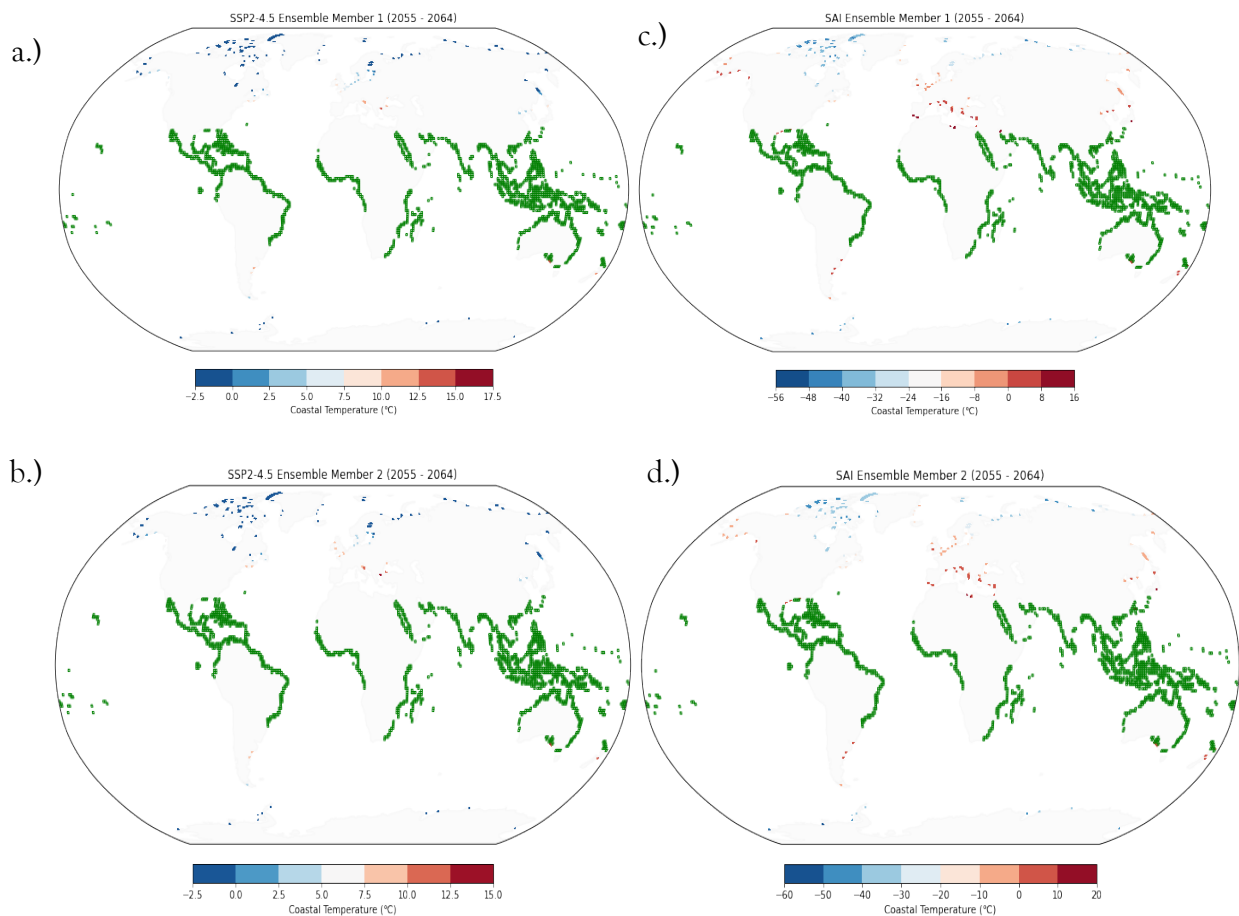 a.)
SSP2-4.5 Ensemble Member 1 (2055 - 2064)
−2.5 0.0 2.5 5.0 7.5 10.0 12.5 15.0 17.5
Coastal Temperature (℃)
c.)
SAI Ensemble Member 1 (2055 - 2064)
−56 −48 −40 −32 −24 −16 −8 0 8 16
Coastal Temperature (℃)
b.)
SSP2-4.5 Ensemble Member 2 (2055 - 2064)
−2.5 0.0 2.5 5.0 7.5 10.0 12.5 15.0
Coastal Temperature (℃)
d.)
SAI Ensemble Member 2 (2055 - 2064)
−60 −50 −40 −30 −20 −10 0 10 20
Coastal Temperature (℃)